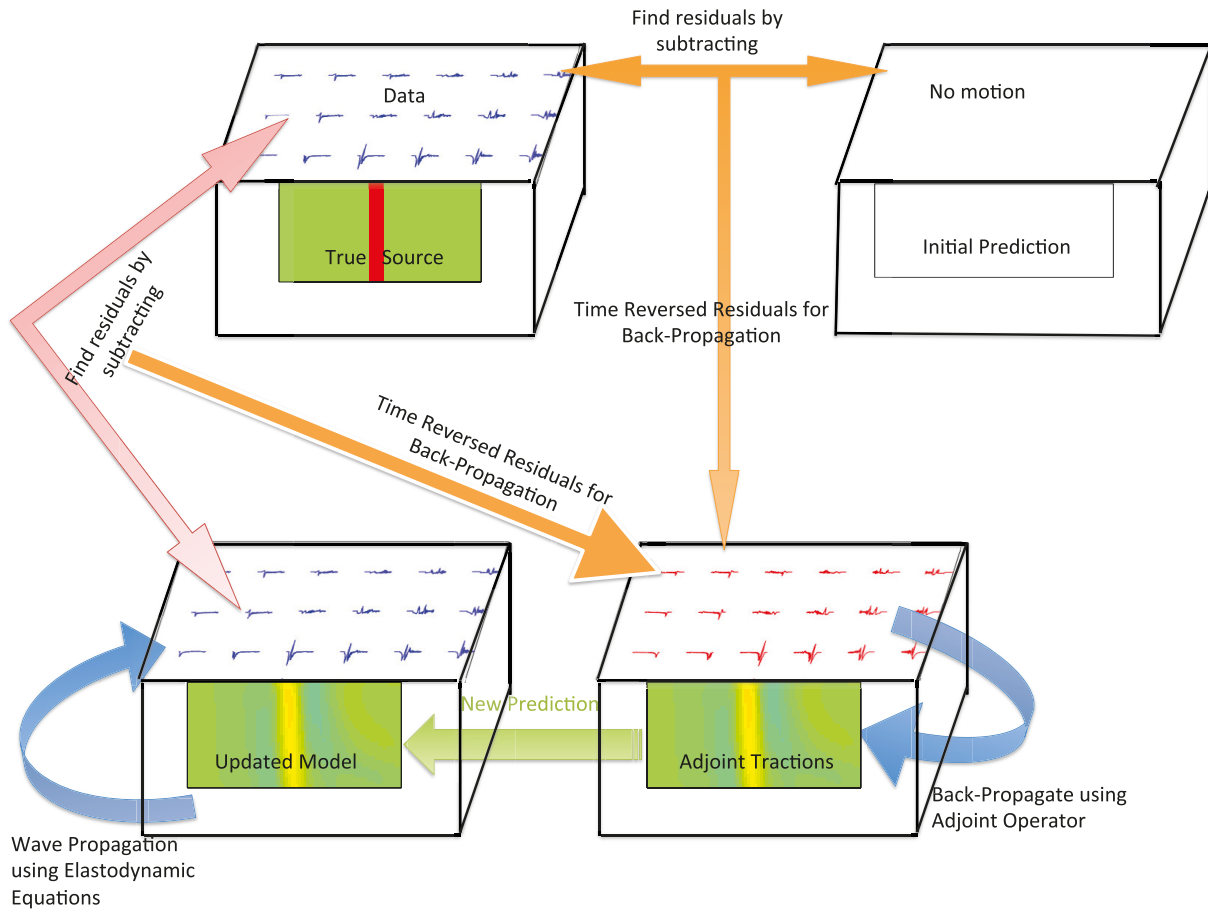 Find residuals by
subtracting
Data
No motion
True Source
Initial Prediction
Find residuals by
subtracting
Time Reversed Residuals for
Back-Propagation
Time Reversed Residuals for
Back-Propagation
New Prediction
Updated Model
Adjoint Tractions
Back-Propagate using
Adjoint Operator
Wave Propagation
using Elastodynamic
Equations